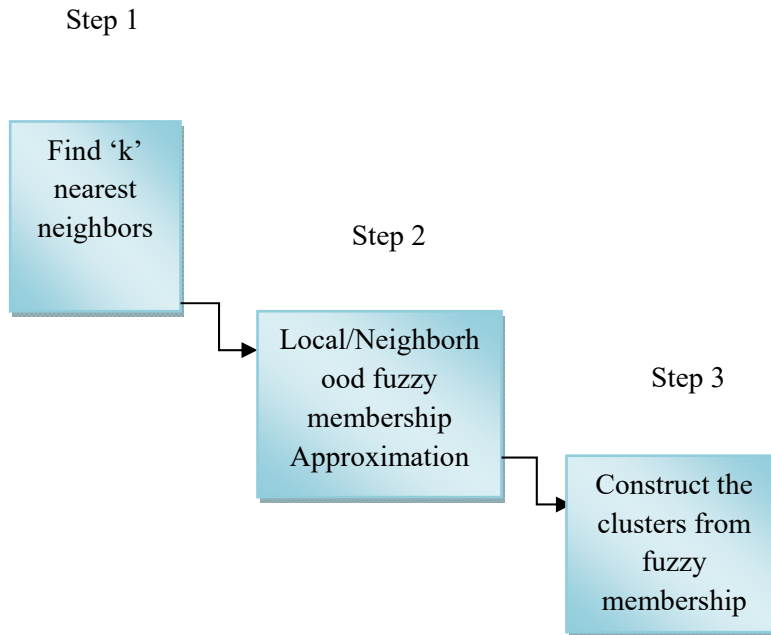 Step 1
Find ‘k’
nearest
neighbors
Step 2
Local/Neighborh
ood fuzzy
membership
Approximation
Step 3
Construct the
clusters from
fuzzy
membership